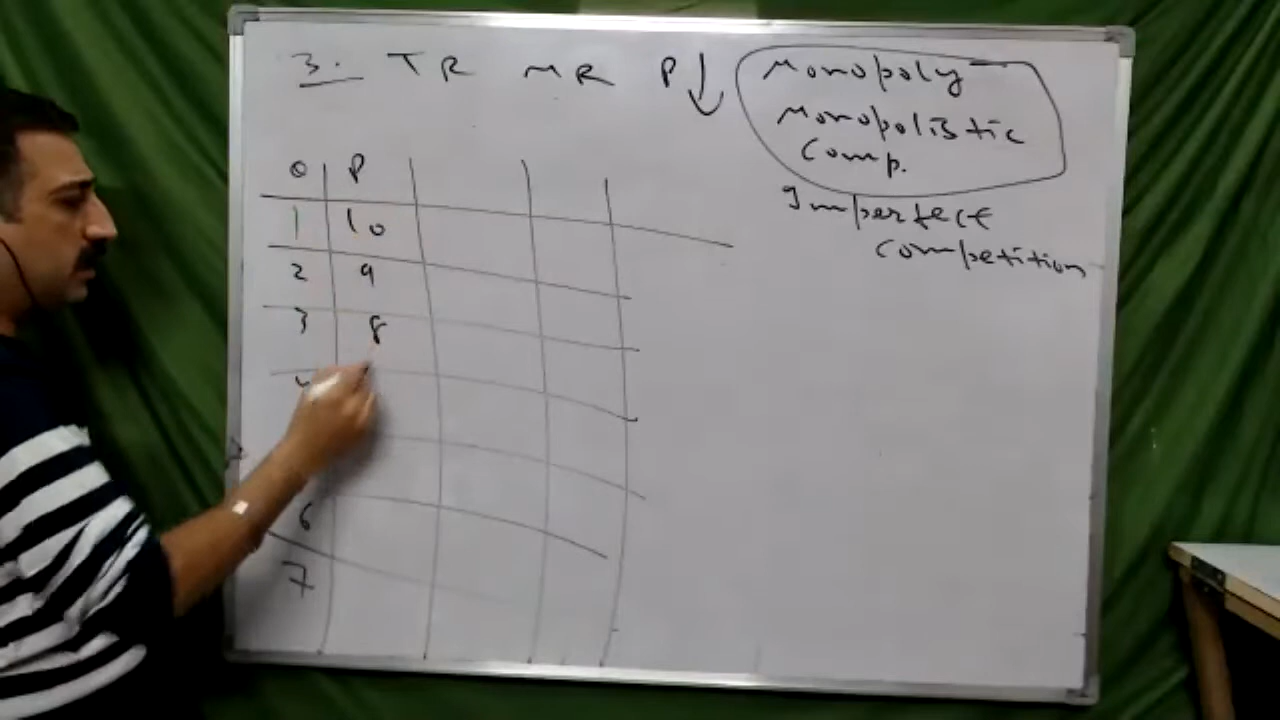 3. TR MR P↓
Monopoly
Monopolistic
Comp.
Imperfect
Competition
Q P
1 10
2 9
3 8
6
7